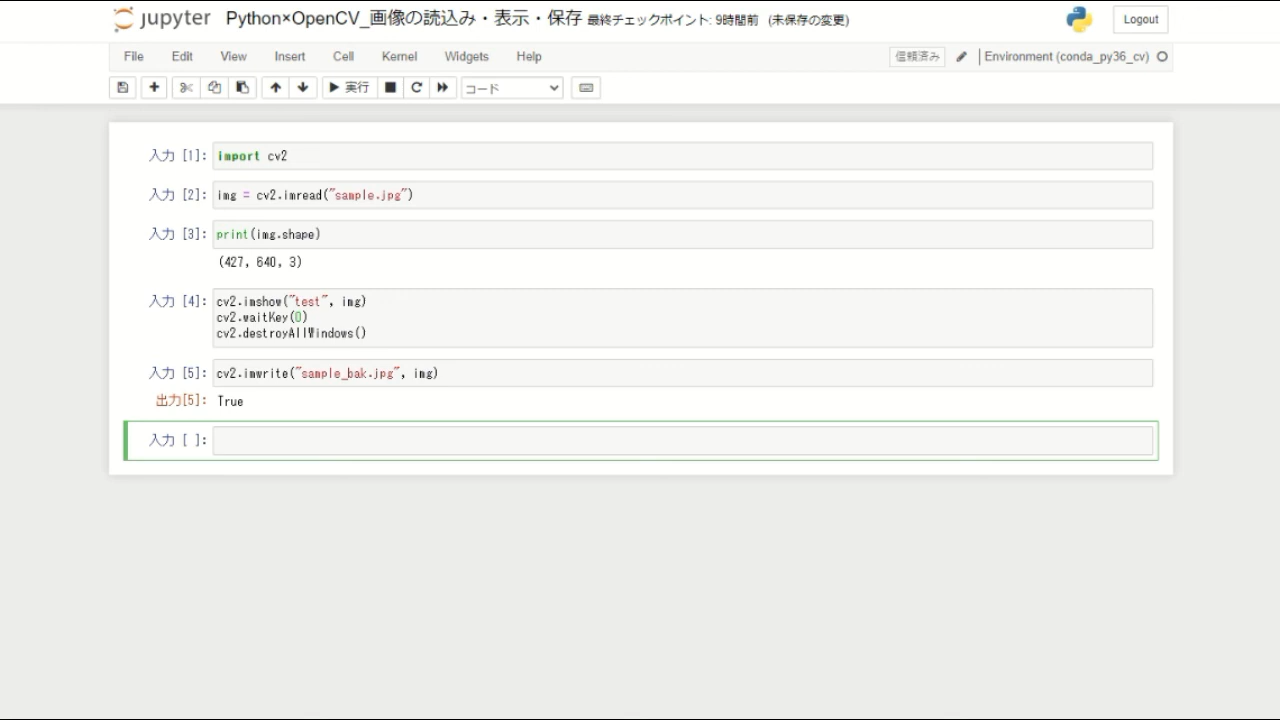 jupyter Python×OpenCV_画像の読込み・表示・保存 最終チェックポイント: 9時間前 (未保存の変更) Logout
File Edit View Insert Cell Kernel Widgets Help 信頼済み Environment (conda_py36_cv)
実行 コード
入力 [1]: import cv2
入力 [2]: img = cv2.imread("sample.jpg")
入力 [3]: print(img.shape)
(427, 640, 3)
入力 [4]: cv2.imshow("test", img)
cv2.waitKey(0)
cv2.destroyAllWindows()
入力 [5]: cv2.imwrite("sample_bak.jpg", img)
出力[5]: True
入力 [ ]: